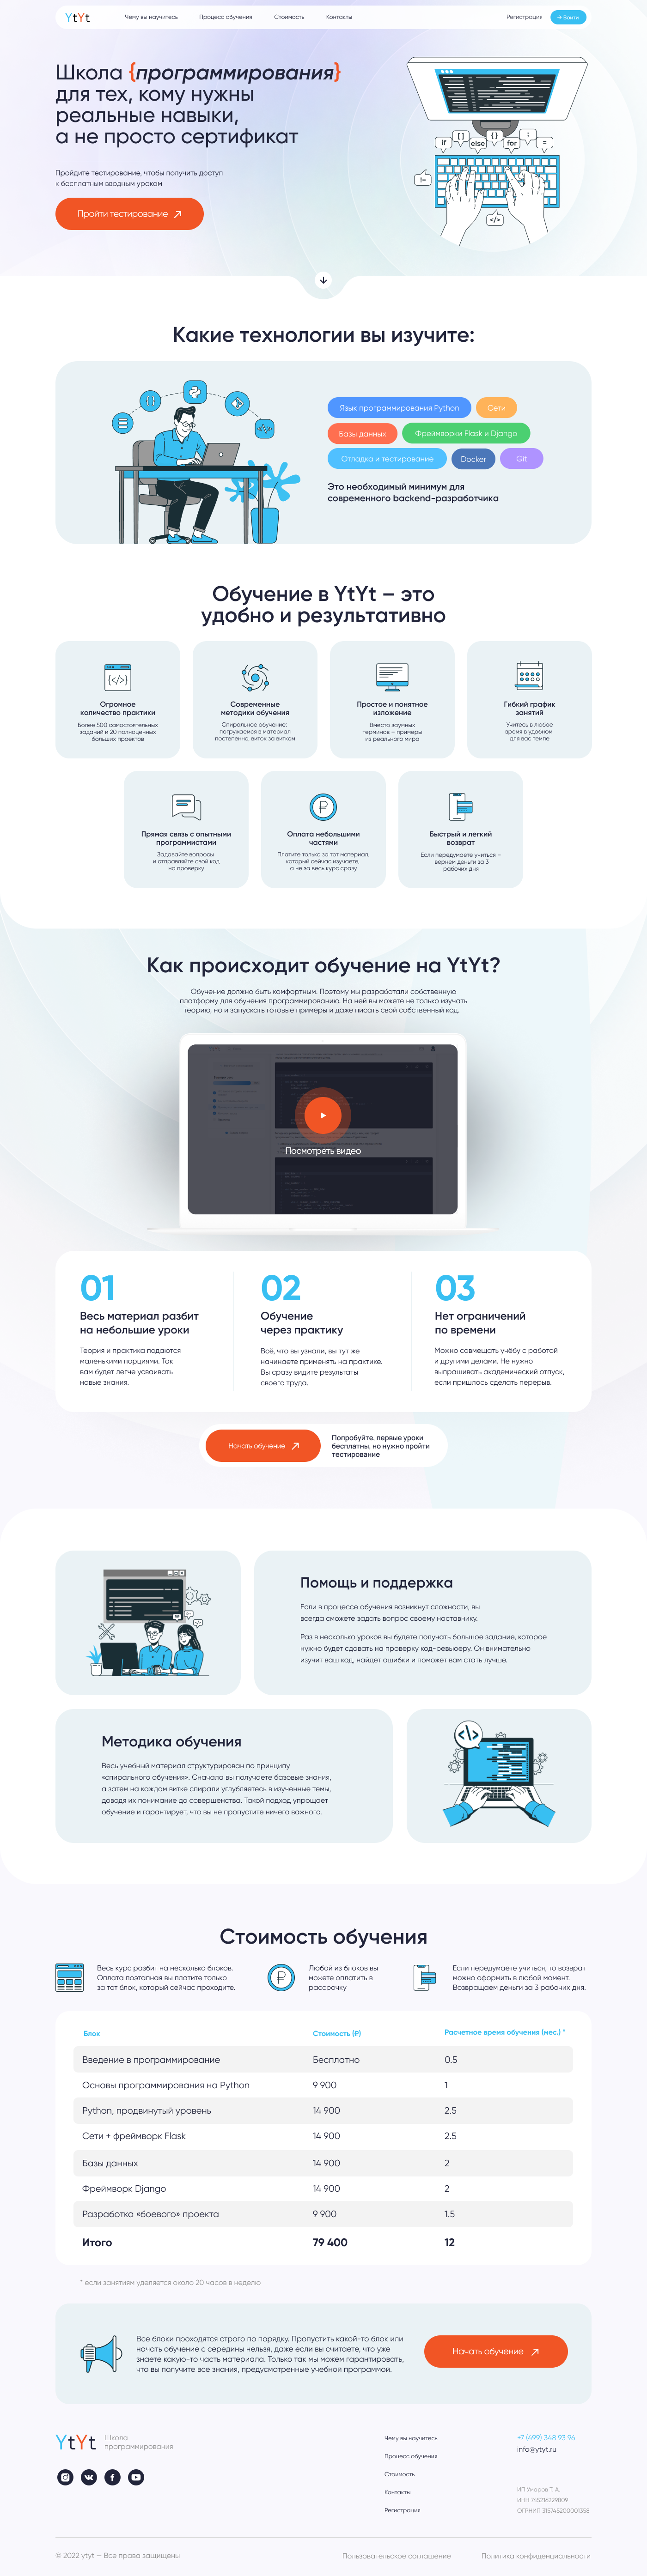 YtYt
Чему вы научитесь
Процесс обучения
Стоимость
Контакты
Регистрация
Войти
Школа {программирования}
для тех, кому нужны
реальные навыки,
а не просто сертификат
Пройдите тестирование, чтобы получить доступ
к бесплатным вводным урокам
Пройти тестирование
if
[ ]
else
{}
for
;
=
!=
</>
Какие технологии вы изучите:
</>
Язык программирования Python
Сети
Базы данных
Фреймворки Flask и Django
Отладка и тестирование
Docker
Git
Это необходимый минимум для
современного backend-разработчика
Обучение в YtYt – это
удобно и результативно
Огромное
количество практики
Более 500 самостоятельных
заданий и 20 полноценных
больших проектов
Современные
методики обучения
Спиральное обучение:
погружаемся в материал
постепенно, виток за витком
Простое и понятное
изложение
Вместо заумных
терминов – примеры
из реального мира
Гибкий график
занятий
Учитесь в любое
время в удобном
для вас темпе
Прямая связь с опытными
программистами
Задавайте вопросы
и отправляйте свой код
на проверку
Оплата небольшими
частями
Платите только за тот материал,
который сейчас изучаете,
а не за весь курс сразу
Быстрый и легкий
возврат
Если передумаете учиться –
вернем деньги за 3
рабочих дня
Как происходит обучение на YtYt?
Обучение должно быть комфортным. Поэтому мы разработали собственную
платформу для обучения программированию. На ней вы можете не только изучать
теорию, но и запускать готовые примеры и даже писать свой собственный код.
Посмотреть видео
01
Весь материал разбит
на небольшие уроки
Теория и практика подаются
маленькими порциями. Так
вам будет легче усваивать
новые знания.
02
Обучение
через практику
Всё, что вы узнали, вы тут же
начинаете применять на практике.
Вы сразу видите результаты
своего труда.
03
Нет ограничений
по времени
Можно совмещать учёбу с работой
и другими делами. Не нужно
выпрашивать академический отпуск,
если пришлось сделать перерыв.
Начать обучение
Попробуйте, первые уроки
бесплатны, но нужно пройти
тестирование
Помощь и поддержка
Если в процессе обучения возникнут сложности, вы
всегда сможете задать вопрос своему наставнику.
Раз в несколько уроков вы будете получать большое задание, которое
нужно будет сдавать на проверку код-ревьюеру. Он внимательно
изучит ваш код, найдет ошибки и поможет вам стать лучше.
Методика обучения
Весь учебный материал структурирован по принципу
«спирального обучения». Сначала вы получаете базовые знания,
а затем на каждом витке спирали углубляетесь в изученные темы,
доводя их понимание до совершенства. Такой подход упрощает
обучение и гарантирует, что вы не пропустите ничего важного.
</>
Стоимость обучения
Весь курс разбит на несколько блоков.
Оплата поэтапная вы платите только
за тот блок, который сейчас проходите.
Любой из блоков вы
можете оплатить в
рассрочку
Если передумаете учиться, то возврат
можно оформить в любой момент.
Возвращаем деньги за 3 рабочих дня.
Блок
Стоимость (₽)
Расчетное время обучения (мес.) *
Введение в программирование
Бесплатно
0.5
Основы программирования на Python
9 900
1
Python, продвинутый уровень
14 900
2.5
Сети + фреймворк Flask
14 900
2.5
Базы данных
14 900
2
Фреймворк Django
14 900
2
Разработка «боевого» проекта
9 900
1.5
Итого
79 400
12
* если занятиям уделяется около 20 часов в неделю
Все блоки проходятся строго по порядку. Пропустить какой-то блок или
начать обучение с середины нельзя, даже если вы считаете, что уже
знаете какую-то часть материала. Только так мы можем гарантировать,
что вы получите все знания, предусмотренные учебной программой.
Начать обучение
YtYt
Школа
программирования
Чему вы научитесь
Процесс обучения
Стоимость
Контакты
Регистрация
+7 (499) 348 93 96
info@ytyt.ru
ИП Умаров Т. А.
ИНН 745216229809
ОГРНИП 315745200001358
© 2022 ytyt — Все права защищены
Пользовательское соглашение
Политика конфиденциальности